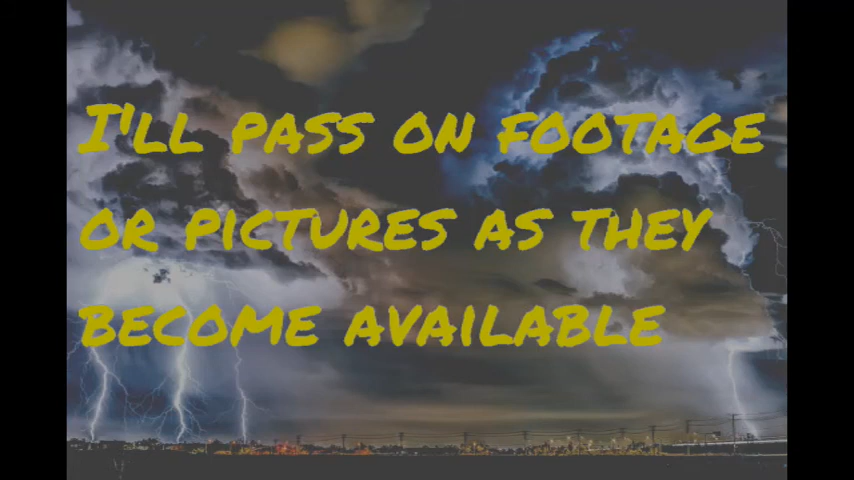 I'll pass on footage
or pictures as they
become available